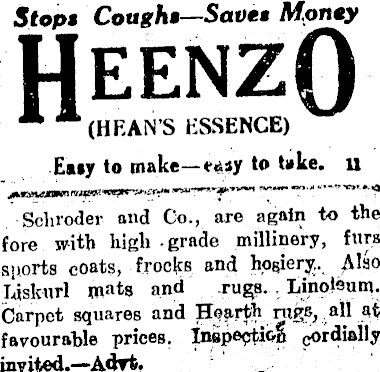 Stops Coughs—Saves Money
HEENZO
(HEAN'S ESSENCE)
Easy to make—easy to take. 11
Schroder and Co., are again to the
fore with high-grade millinery, furs
sports coats, frocks and hosiery. Also
Liskurl mats and rugs. Linoleum.
Carpet squares and Hearth rugs, all at
favourable prices. Inspection cordially
invited.—Advt.